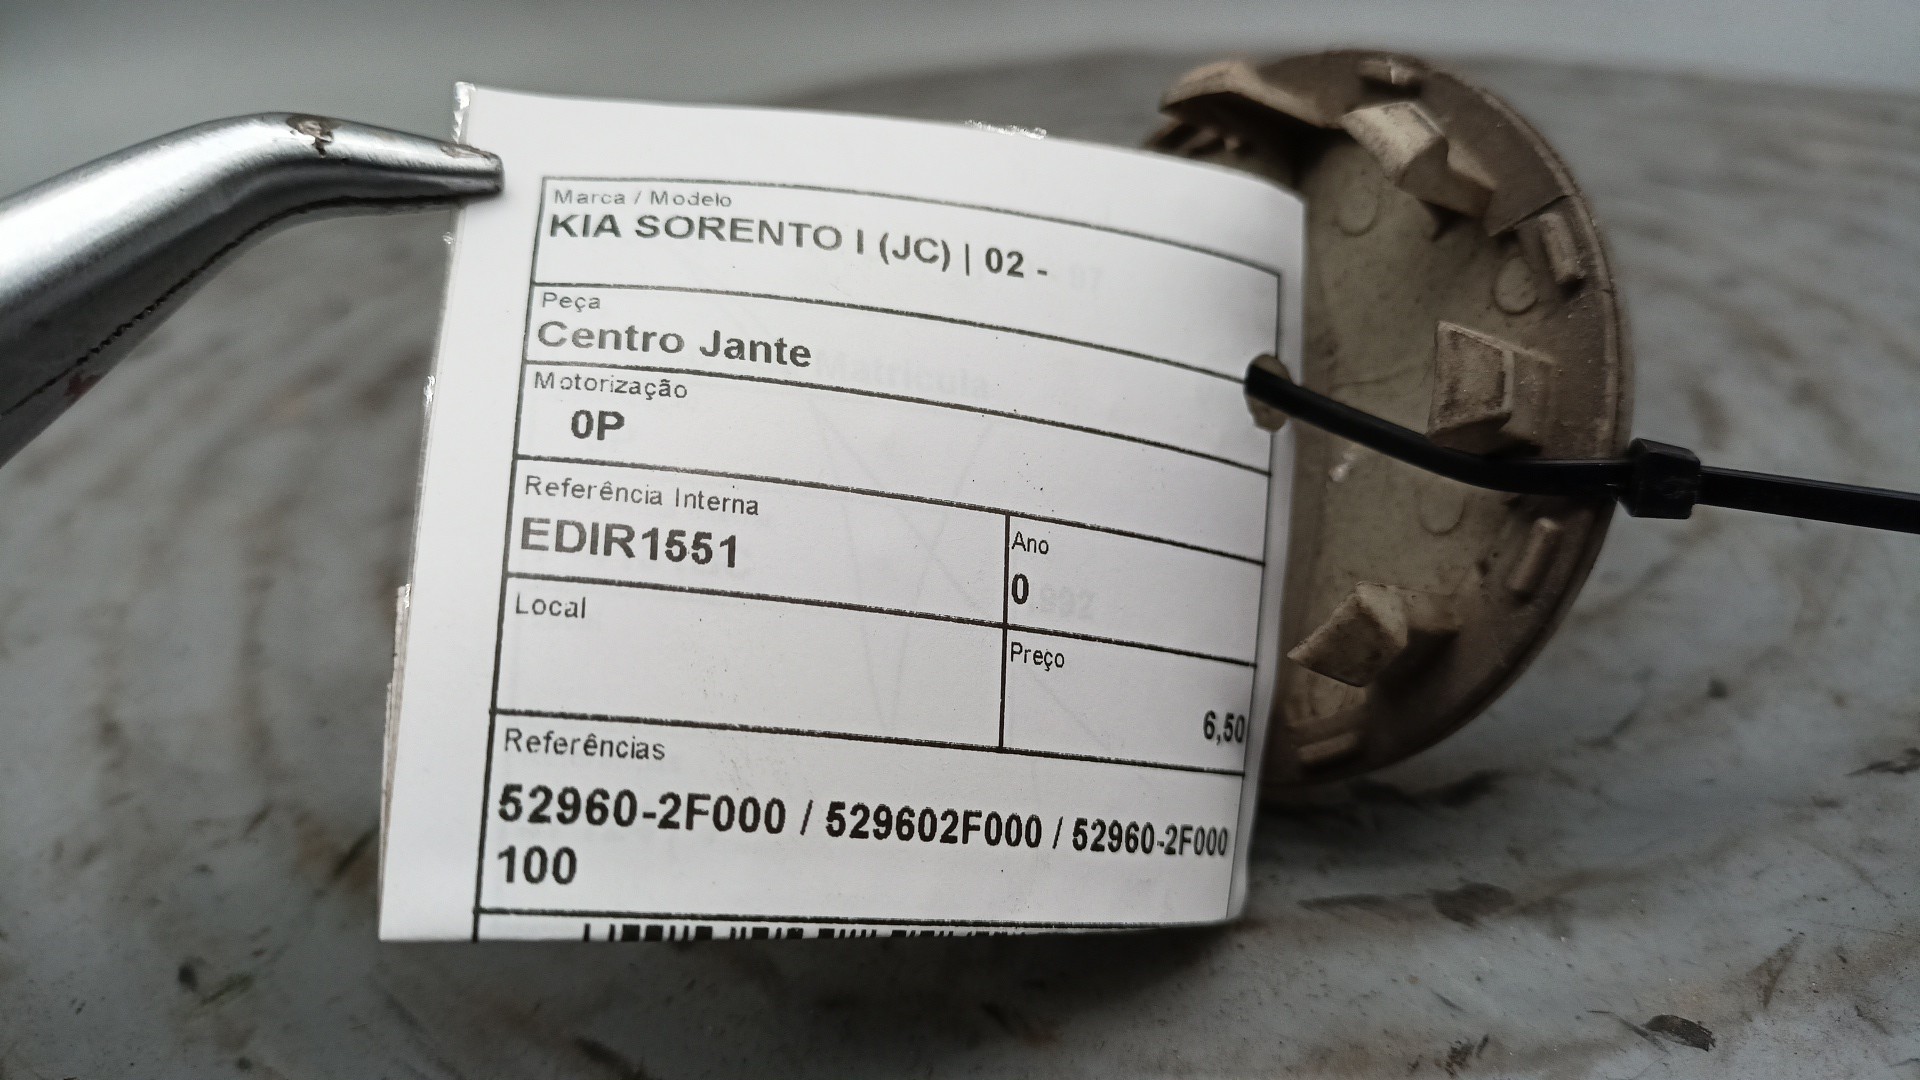 Marca / Modelo
KIA SORENTO I (JC) | 02 -
Peça
Centro Jante
Motorização
0P
Referência Interna
EDIR1551
Ano
0
Local
Preço
6,50
Referências
52960-2F000 / 529602F000 / 52960-2F000
100